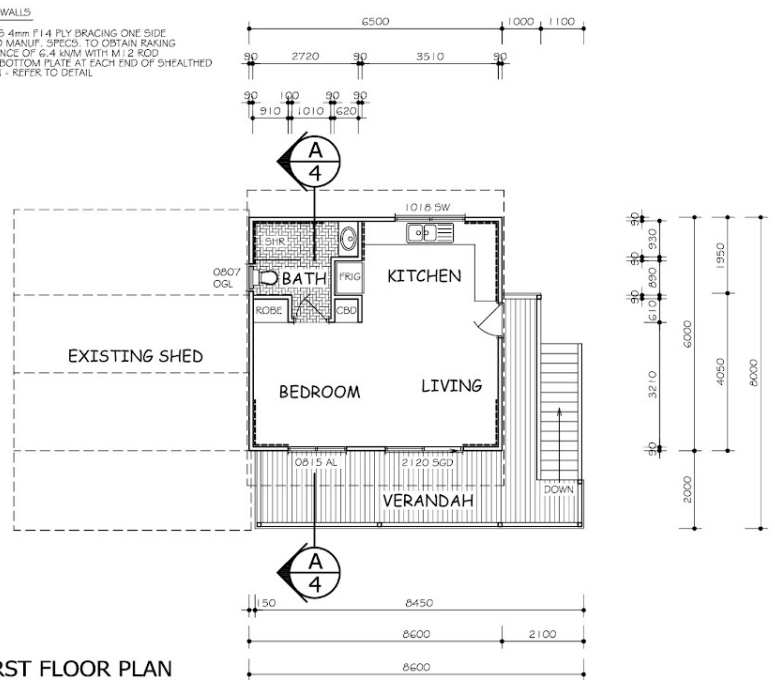 WALLS
4mm F14 PLY BRACING ONE SIDE
MANUF. SPECS. TO OBTAIN RAKING
OF 6.4 kN/M WITH M12 ROD
BOTTOM PLATE AT EACH END OF SHEALTHED
- REFER TO DETAIL
6500 1000 1100
90 2720 90 3510 90
90 100 90 90
910 1010 620
A
4
1018 SW
SHR
0807
OGL
BATH
FRIG
KITCHEN
ROBE
CBD
EXISTING SHED
BEDROOM
LIVING
0815 AL
2120 SGD
VERANDAH
DOWN
90
930
90
890
90
610
3210
90
1950
6000
4050
8000
2000
A
4
150 8450
8600 2100
8600
FLOOR PLAN